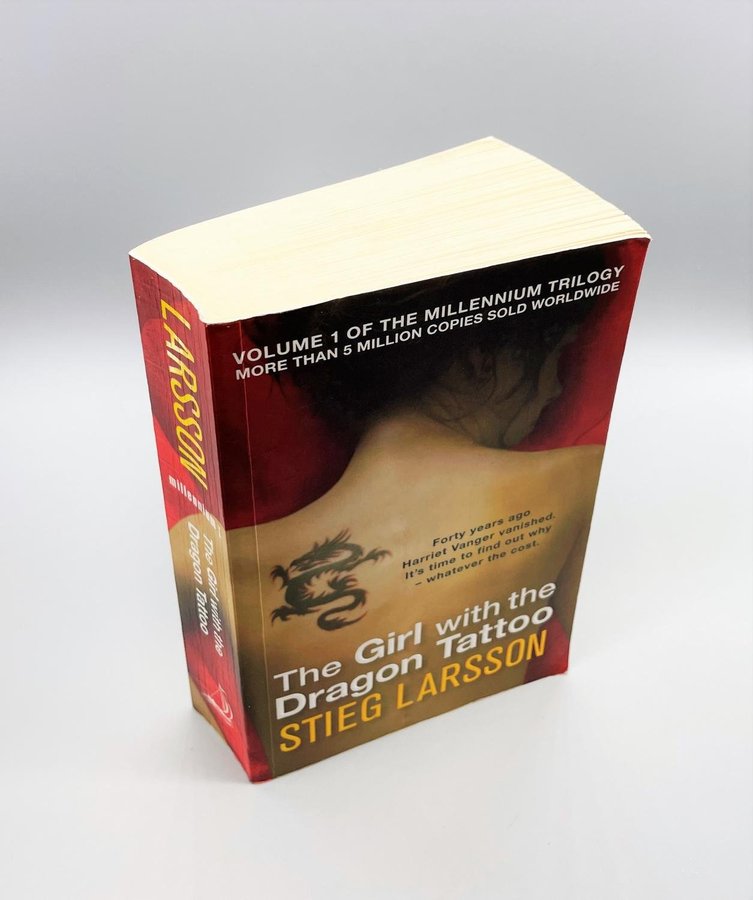 VOLUME 1 OF THE MILLENNIUM TRILOGY
MORE THAN 5 MILLION COPIES SOLD WORLDWIDE
Forty years ago
Harriet Vanger vanished.
It's time to find out why
– whatever the cost.
The Girl with the
Dragon Tattoo
STIEG LARSSON
LARSSON
millennium
The Girl with the
Dragon Tattoo